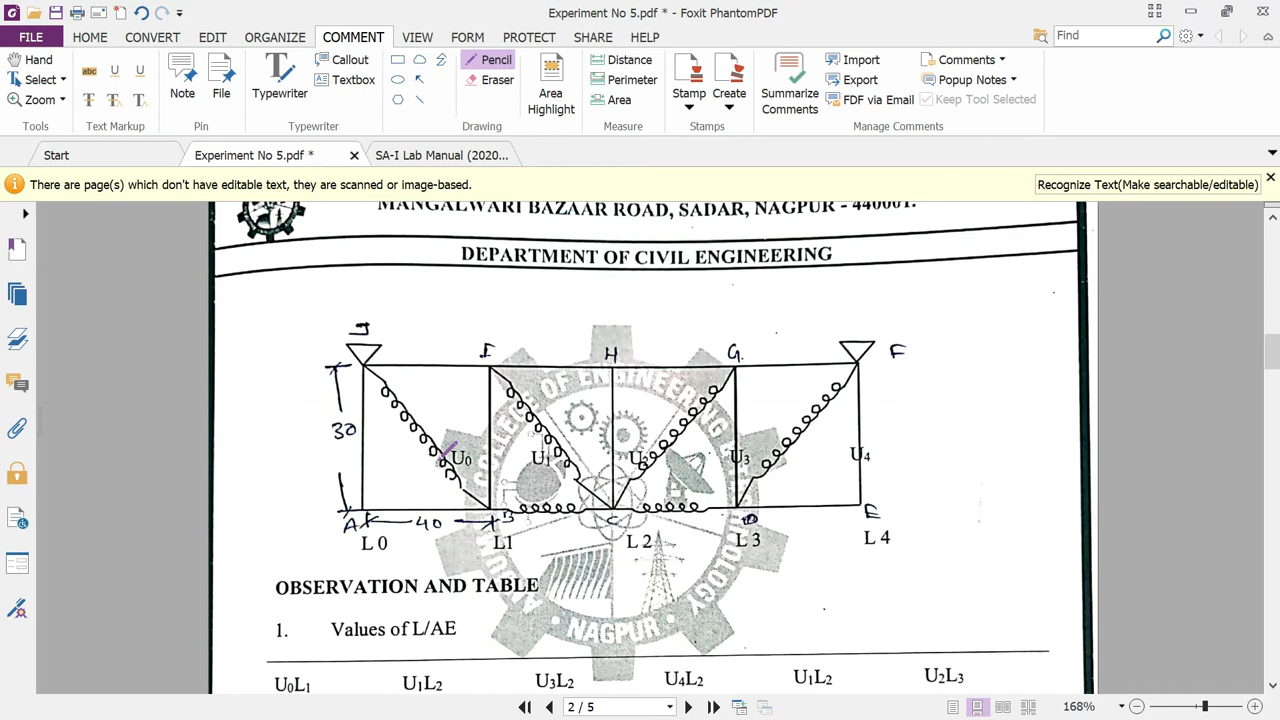 Experiment No 5.pdf * - Foxit PhantomPDF
FILE HOME CONVERT EDIT ORGANIZE COMMENT VIEW FORM PROTECT SHARE HELP
Find
Hand
Select
Zoom
Tools
abc
U
U
T
T
T
Text Markup
Note
File
Pin
Typewriter
Callout
Textbox
Typewriter
Pencil
Eraser
Drawing
Area Highlight
Distance
Perimeter
Area
Measure
Stamp
Create
Stamps
Summarize Comments
Import
Export
FDF via Email
Comments
Popup Notes
Keep Tool Selected
Manage Comments
Start
Experiment No 5.pdf *
SA-I Lab Manual (2020...
There are page(s) which don't have editable text, they are scanned or image-based.
Recognize Text(Make searchable/editable)
MANGALWARI BAZAAR ROAD, SADAR, NAGPUR - 440001.
DEPARTMENT OF CIVIL ENGINEERING
J I H G. F
30
U0 U1 U3 U4
A 40 B C D E
L 0 L1 L 2 L 3 L 4
COLLEGE OF ENGINEERING
NAGPUR
OBSERVATION AND TABLE
1. Values of L/AE
U0L1 U1L2 U3L2 U4L2 U1L2 U2L3
2 / 5
168%